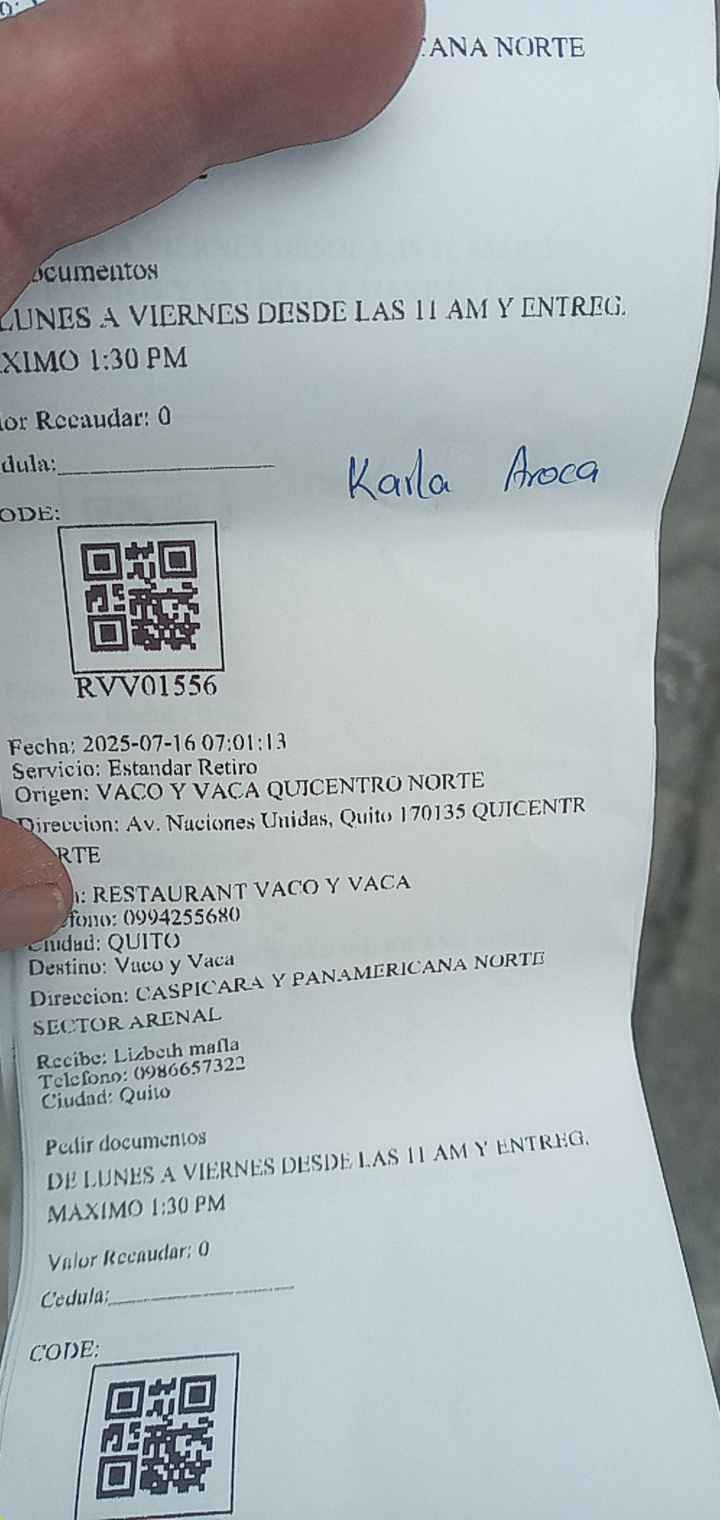 ANA NORTE
ocumentos
LUNES A VIERNES DESDE LAS 11 AM Y ENTREG.
XIMO 1:30 PM
or Recaudar: 0
dula:
Karla Aroca
ODE:
RVV01556
Fecha: 2025-07-16 07:01:13
Servicio: Estandar Retiro
Origen: VACO Y VACA QUICENTRO NORTE
Direccion: Av. Naciones Unidas, Quito 170135 QUICENTR
RTE
: RESTAURANT VACO Y VACA
fono: 0994255680
Ciudad: QUITO
Destino: Vaco y Vaca
Direccion: CASPICARA Y PANAMERICANA NORTE
SECTOR ARENAL
Recibe: Lizbeth mafla
Telefono: 0986657322
Ciudad: Quito
Pedir documentos
DE LUNES A VIERNES DESDE LAS 11 AM Y ENTREG.
MAXIMO 1:30 PM
Valor Recaudar: 0
Cedula:
CODE: